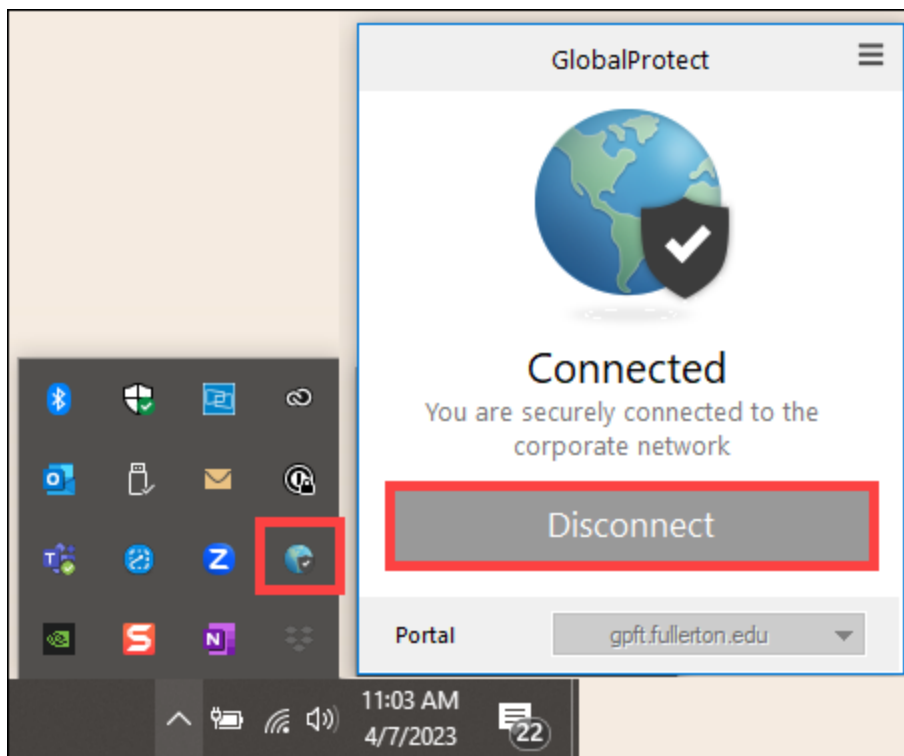 GlobalProtect
Connected
You are securely connected to the
corporate network
Disconnect
Portal
gpft.fullerton.edu
11:03 AM
4/7/2023
22